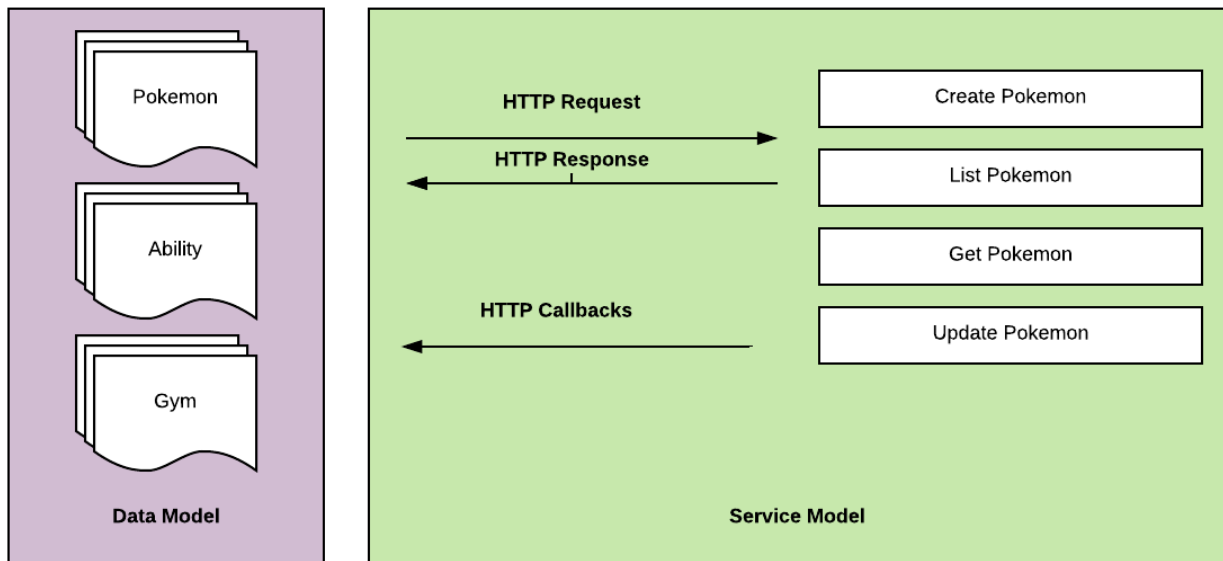 Pokemon
Ability
Gym
Data Model
HTTP Request
HTTP Response
HTTP Callbacks
Create Pokemon
List Pokemon
Get Pokemon
Update Pokemon
Service Model